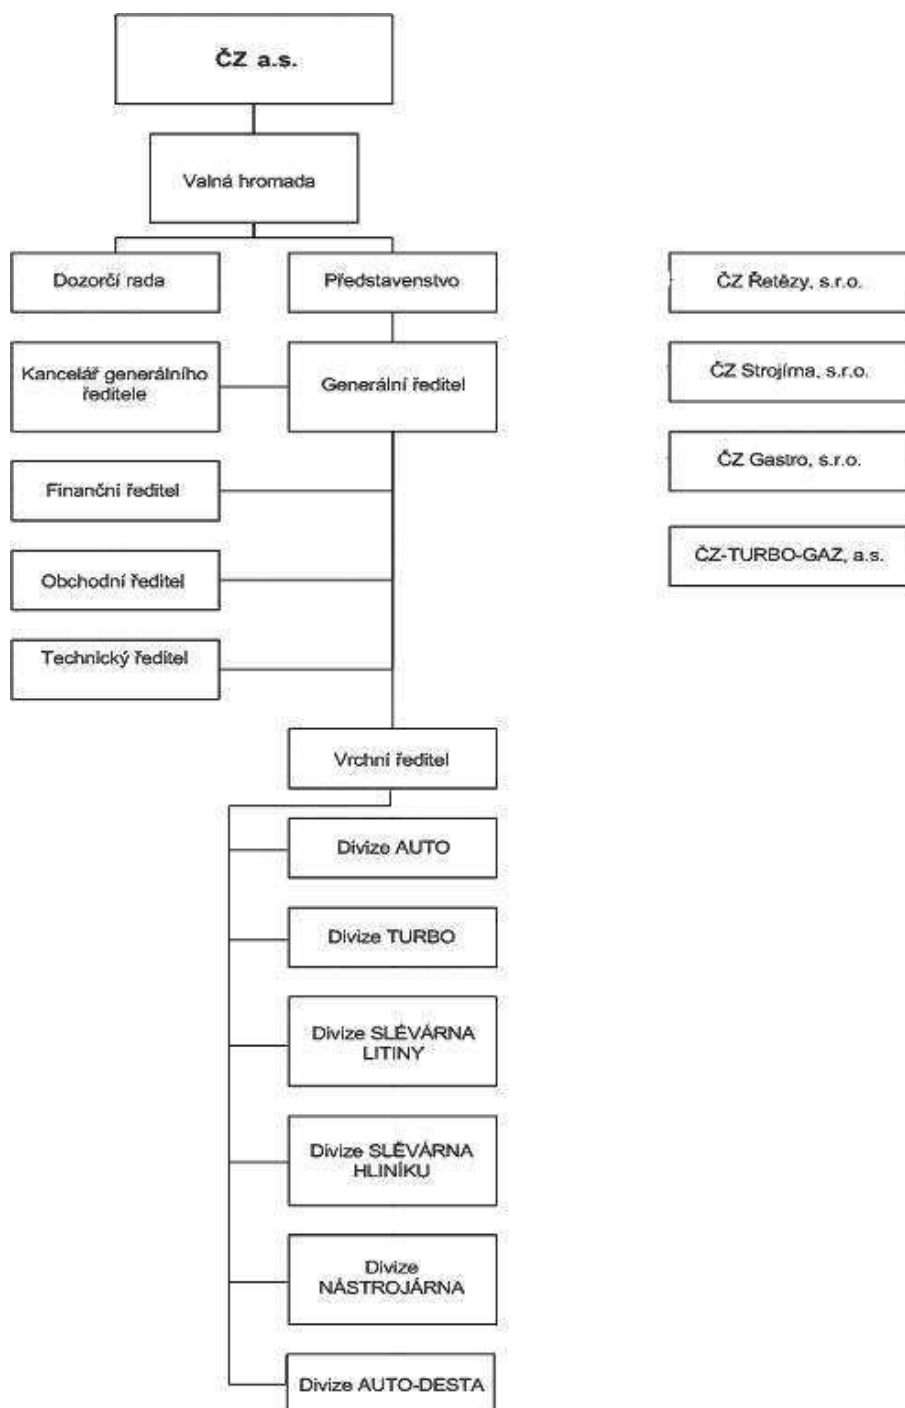 ČZ a.s.
Valná hromada
Dozorčí rada
Představenstvo
ČZ Řetězy, s.r.o.
Kancelář generálního
ředitele
Generální ředitel
ČZ Strojírna, s.r.o.
Finanční ředitel
ČZ Gastro, s.r.o.
Obchodní ředitel
ČZ-TURBO-GAZ, a.s.
Technický ředitel
Vrchní ředitel
Divize AUTO
Divize TURBO
Divize SLÉVÁRNA
LITINY
Divize SLÉVÁRNA
HLINÍKU
Divize
NÁSTROJÁRNA
Divize AUTO-DESTA